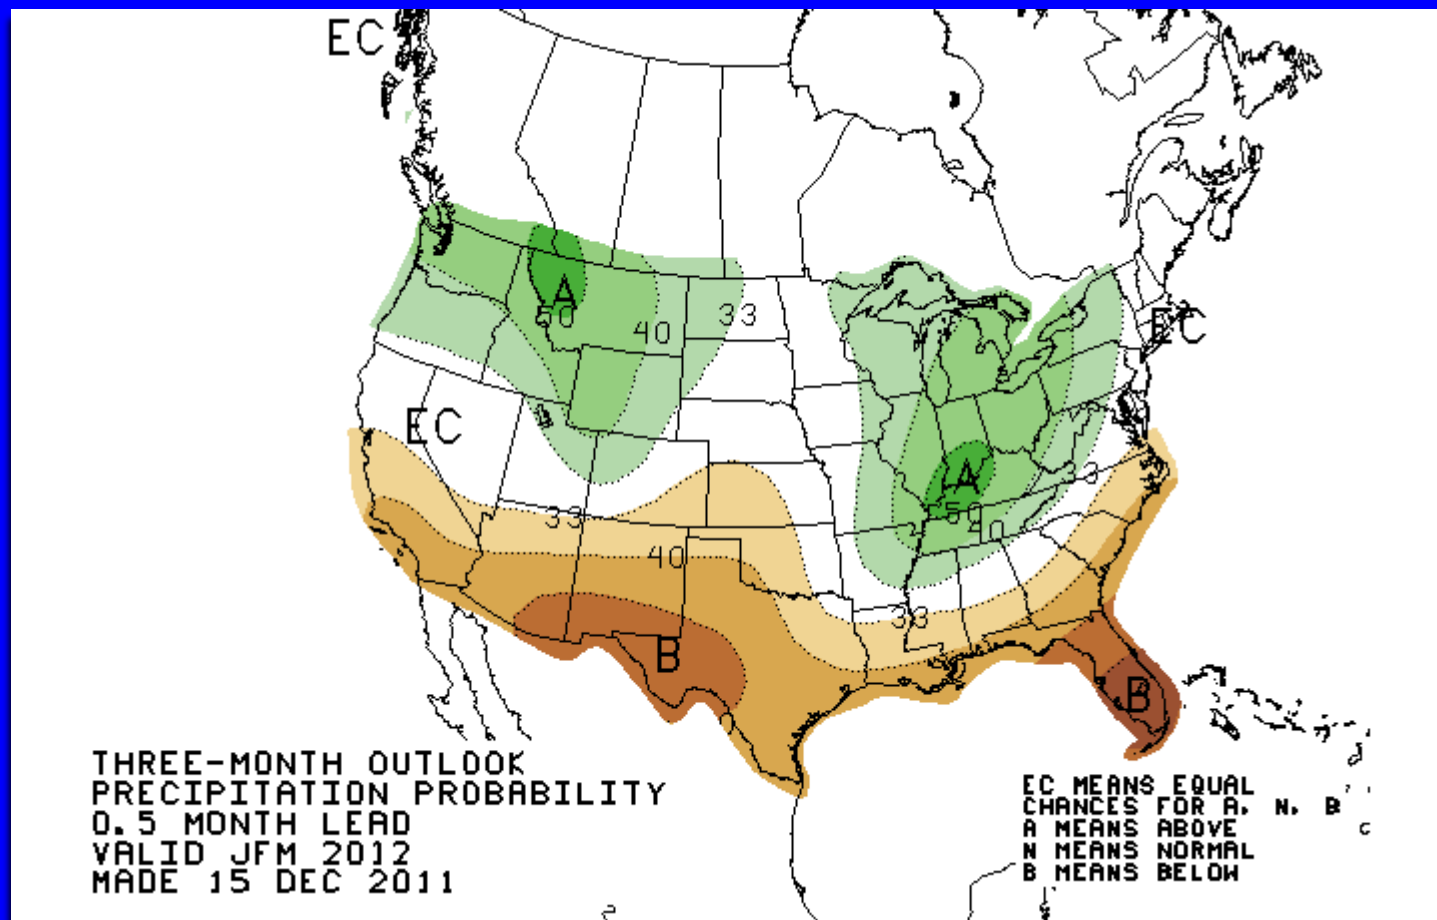 EC
A
50
40
33
EC
EC
A
50
40
33
33
40
33
B
B
THREE-MONTH OUTLOOK
PRECIPITATION PROBABILITY
0.5 MONTH LEAD
VALID JFM 2012
MADE 15 DEC 2011
EC MEANS EQUAL
CHANCES FOR A, N, B
A MEANS ABOVE
N MEANS NORMAL
B MEANS BELOW